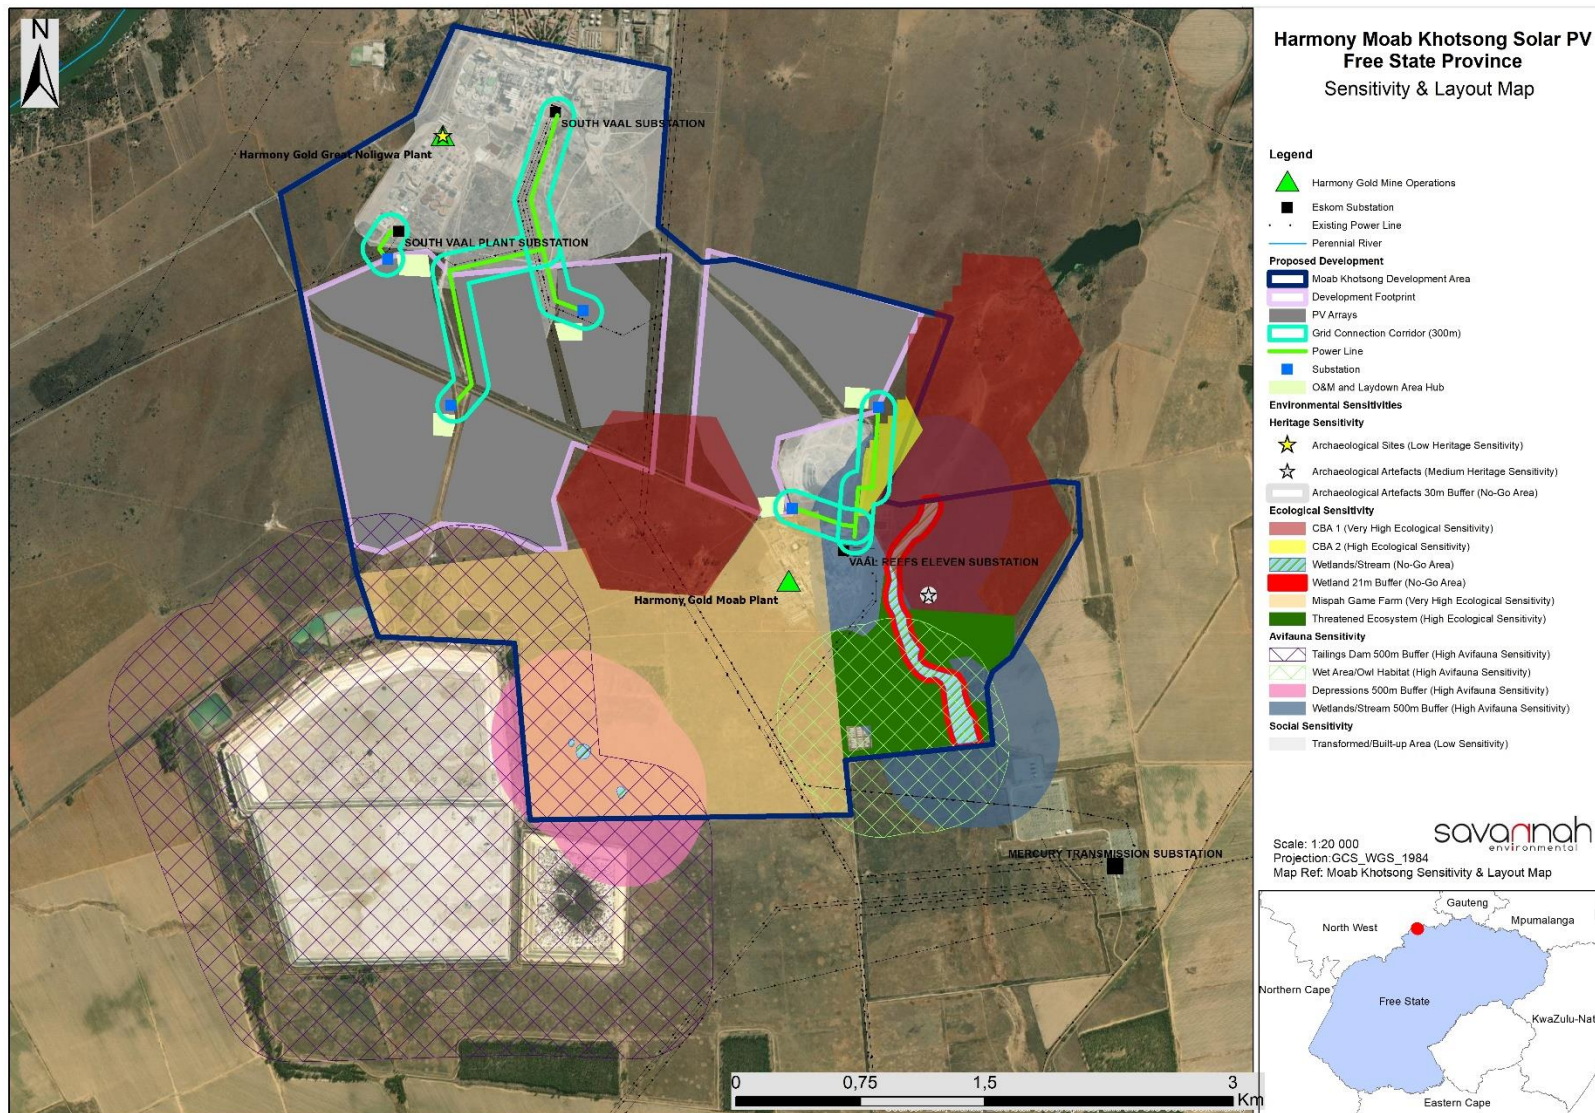 N
SOUTH VAAL SUBSTATION
Harmony Gold Great Noligwa Plant
SOUTH VAAL PLANT SUBSTATION
VAAL REEFS ELEVEN SUBSTATION
Harmony Gold Moab Plant
MERCURY TRANSMISSION SUBSTATION
0
0,75
1,5
3
Km
Harmony Moab Khotsong Solar PV
Free State Province
Sensitivity & Layout Map
Legend
Harmony Gold Mine Operations
Eskom Substation
Existing Power Line
Perennial River
Proposed Development
Moab Khotsong Development Area
Development Footprint
PV Arrays
Grid Connection Corridor (300m)
Power Line
Substation
O&M and Laydown Area Hub
Environmental Sensitivities
Heritage Sensitivity
Archaeological Sites (Low Heritage Sensitivity)
Archaeological Artefacts (Medium Heritage Sensitivity)
Archaeological Artefacts 30m Buffer (No-Go Area)
Ecological Sensitivity
CBA 1 (Very High Ecological Sensitivity)
CBA 2 (High Ecological Sensitivity)
Wetlands/Stream (No-Go Area)
Wetland 21m Buffer (No-Go Area)
Mispah Game Farm (Very High Ecological Sensitivity)
Threatened Ecosystem (High Ecological Sensitivity)
Avifauna Sensitivity
Tailings Dam 500m Buffer (High Avifauna Sensitivity)
Wet Area/Owl Habitat (High Avifauna Sensitivity)
Depressions 500m Buffer (High Avifauna Sensitivity)
Wetlands/Stream 500m Buffer (High Avifauna Sensitivity)
Social Sensitivity
Transformed/Built-up Area (Low Sensitivity)
savannah
environmental
Scale: 1:20 000
Projection:GCS_WGS_1984
Map Ref: Moab Khotsong Sensitivity & Layout Map
Gauteng
North West
Mpumalanga
Northern Cape
Free State
KwaZulu-Nat
Eastern Cape